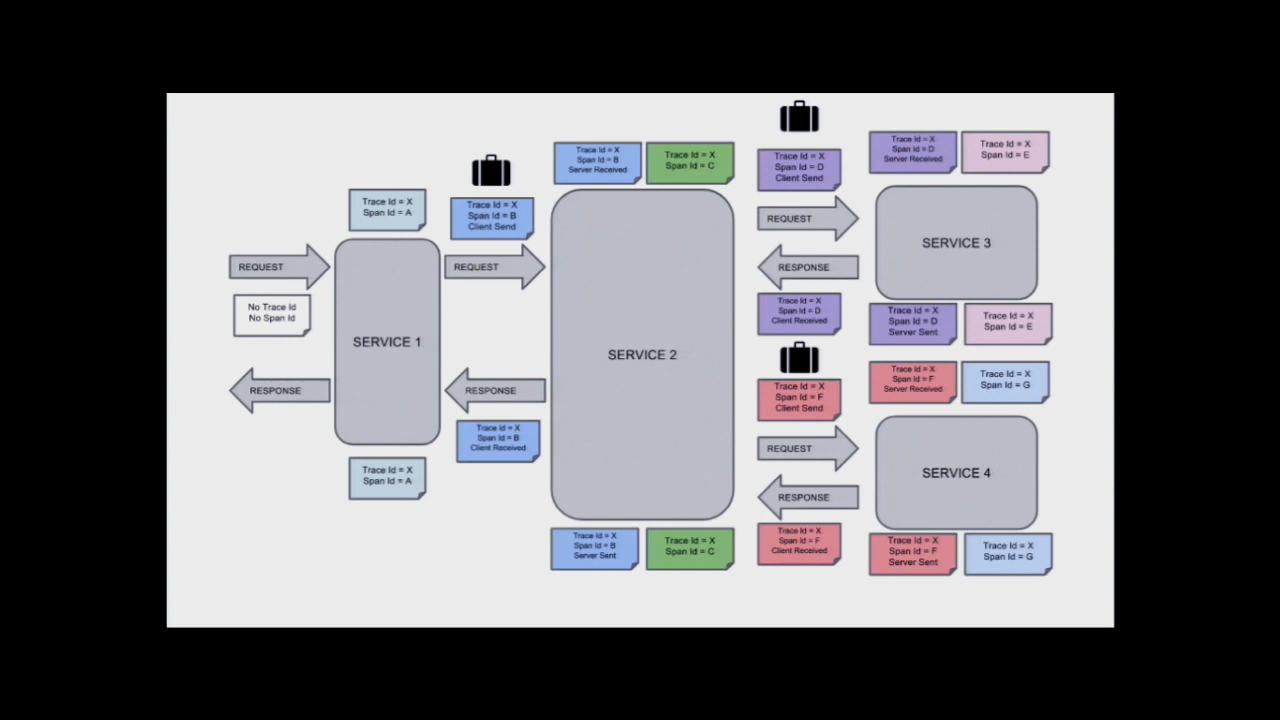 Trace Id = X
Span Id = A
REQUEST
No Trace Id
No Span Id
SERVICE 1
RESPONSE
Trace Id = X
Span Id = A
Trace Id = X
Span Id = B
Client Send
REQUEST
RESPONSE
Trace Id = X
Span Id = B
Client Received
Trace Id = X
Span Id = B
Server Received
Trace Id = X
Span Id = C
SERVICE 2
Trace Id = X
Span Id = B
Server Sent
Trace Id = X
Span Id = C
Trace Id = X
Span Id = D
Client Send
REQUEST
RESPONSE
Trace Id = X
Span Id = D
Client Received
Trace Id = X
Span Id = D
Server Received
Trace Id = X
Span Id = E
SERVICE 3
Trace Id = X
Span Id = D
Server Sent
Trace Id = X
Span Id = E
Trace Id = X
Span Id = F
Client Send
REQUEST
RESPONSE
Trace Id = X
Span Id = F
Client Received
Trace Id = X
Span Id = F
Server Received
Trace Id = X
Span Id = G
SERVICE 4
Trace Id = X
Span Id = F
Server Sent
Trace Id = X
Span Id = G